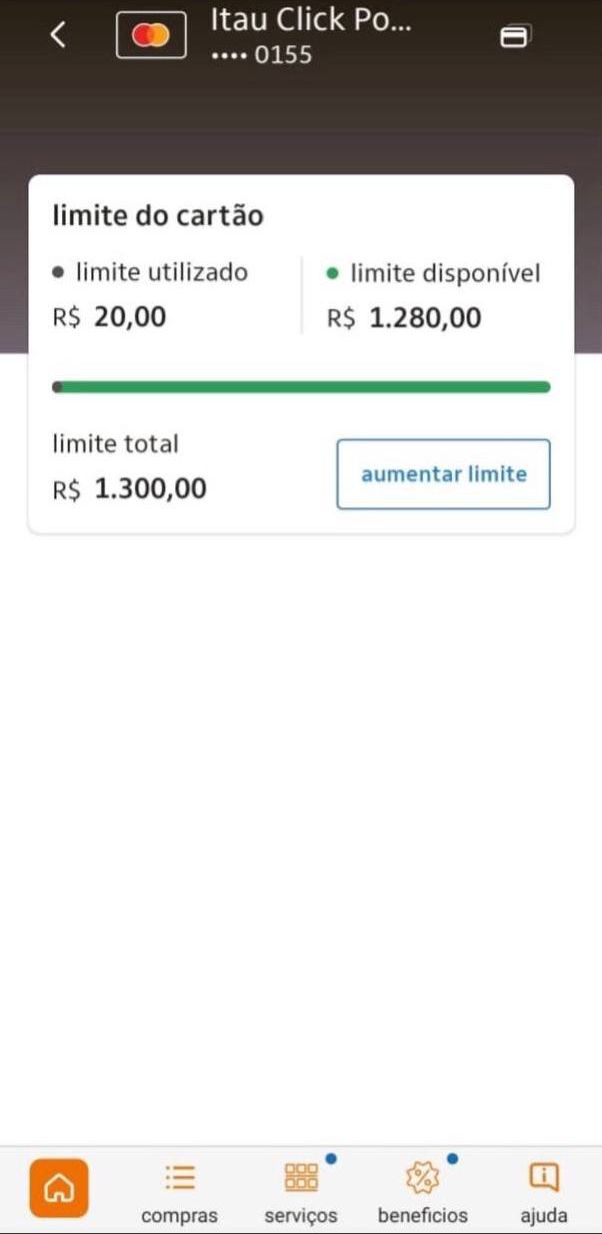 Itau Click Po...
•••• 0155
limite do cartão
limite utilizado
R$ 20,00
limite disponível
R$ 1.280,00
limite total
R$ 1.300,00
aumentar limite
compras
serviços
beneficios
ajuda